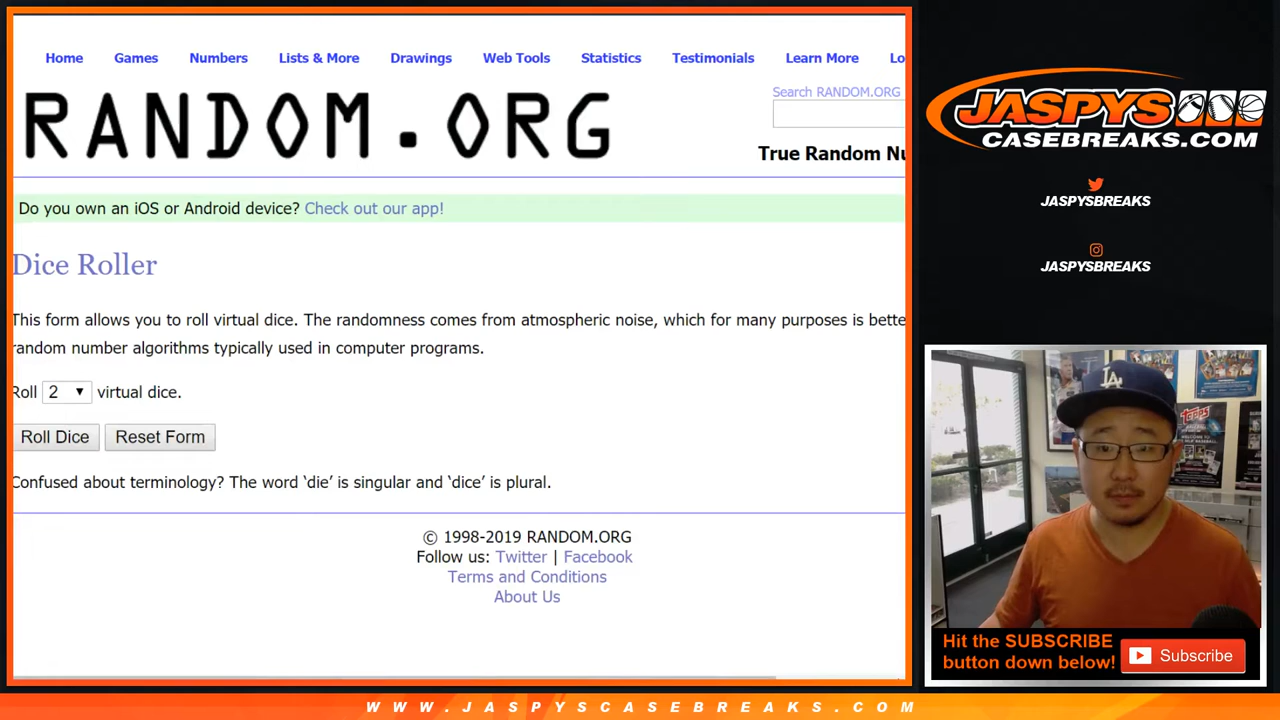 Home Games Numbers Lists & More Drawings Web Tools Statistics Testimonials Learn More Lo
RANDOM.ORG
Search RANDOM.ORG
True Random Nu
Do you own an iOS or Android device? Check out our app!
Dice Roller
This form allows you to roll virtual dice. The randomness comes from atmospheric noise, which for many purposes is bette
random number algorithms typically used in computer programs.
Roll 2 virtual dice.
Roll Dice Reset Form
Confused about terminology? The word ‘die’ is singular and ‘dice’ is plural.
© 1998-2019 RANDOM.ORG
Follow us: Twitter | Facebook
Terms and Conditions
About Us
JASPYS
CASEBREAKS.COM
JASPYSBREAKS
JASPYSBREAKS
LA
Topps
Hit the SUBSCRIBE
button down below!
Subscribe
WWW.JASPYSCASEBREAKS.COM